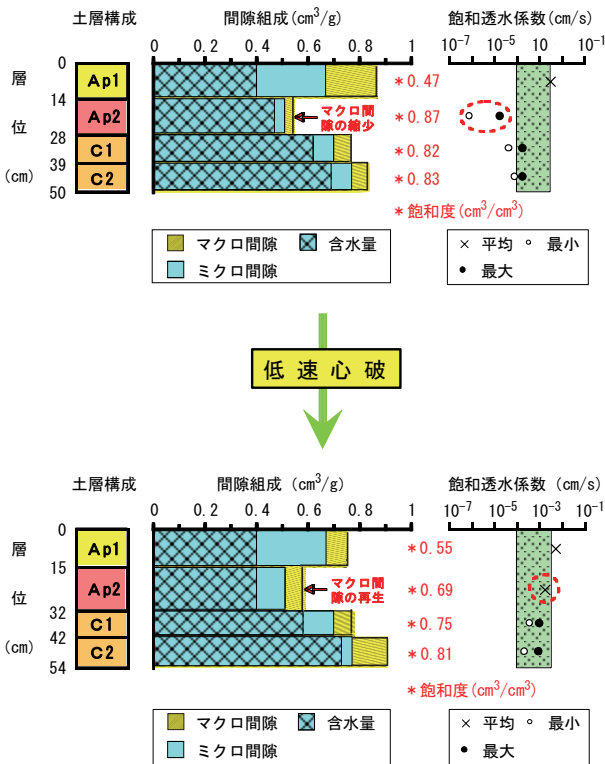 土層構成 間隙組成(cm³/g) 飽和透水係数(cm/s)
0 0.2 0.4 0.6 0.8 1 10⁻⁷ 10⁻⁵ 10 10⁻¹
層位(cm)
0
Ap1 *0.47
14
Ap2 マクロ間隙の縮少 *0.87
28
C1 *0.82
39
C2 *0.83
50
*飽和度(cm³/cm³)
マクロ間隙 含水量 × 平均 ○ 最小
ミクロ間隙 ● 最大
低速心破
土層構成 間隙組成(cm³/g) 飽和透水係数(cm/s)
0 0.2 0.4 0.6 0.8 1 10⁻⁷ 10⁻⁵ 10⁻³ 10⁻¹
層位(cm)
0
Ap1 *0.55
15
Ap2 マクロ間隙の再生 *0.69
32
C1 *0.75
42
C2 *0.81
54
*飽和度(cm³/cm³)
マクロ間隙 含水量 × 平均 ○ 最小
ミクロ間隙 ● 最大